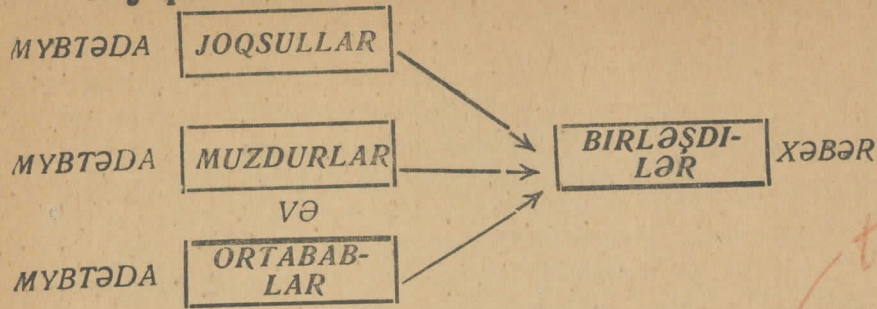 MYBTƏDA JOQSULLAR
BIRLƏŞDI-
LƏR XƏBƏR
MYBTƏDA MUZDURLAR
VƏ
MYBTƏDA ORTABAB-
LAR